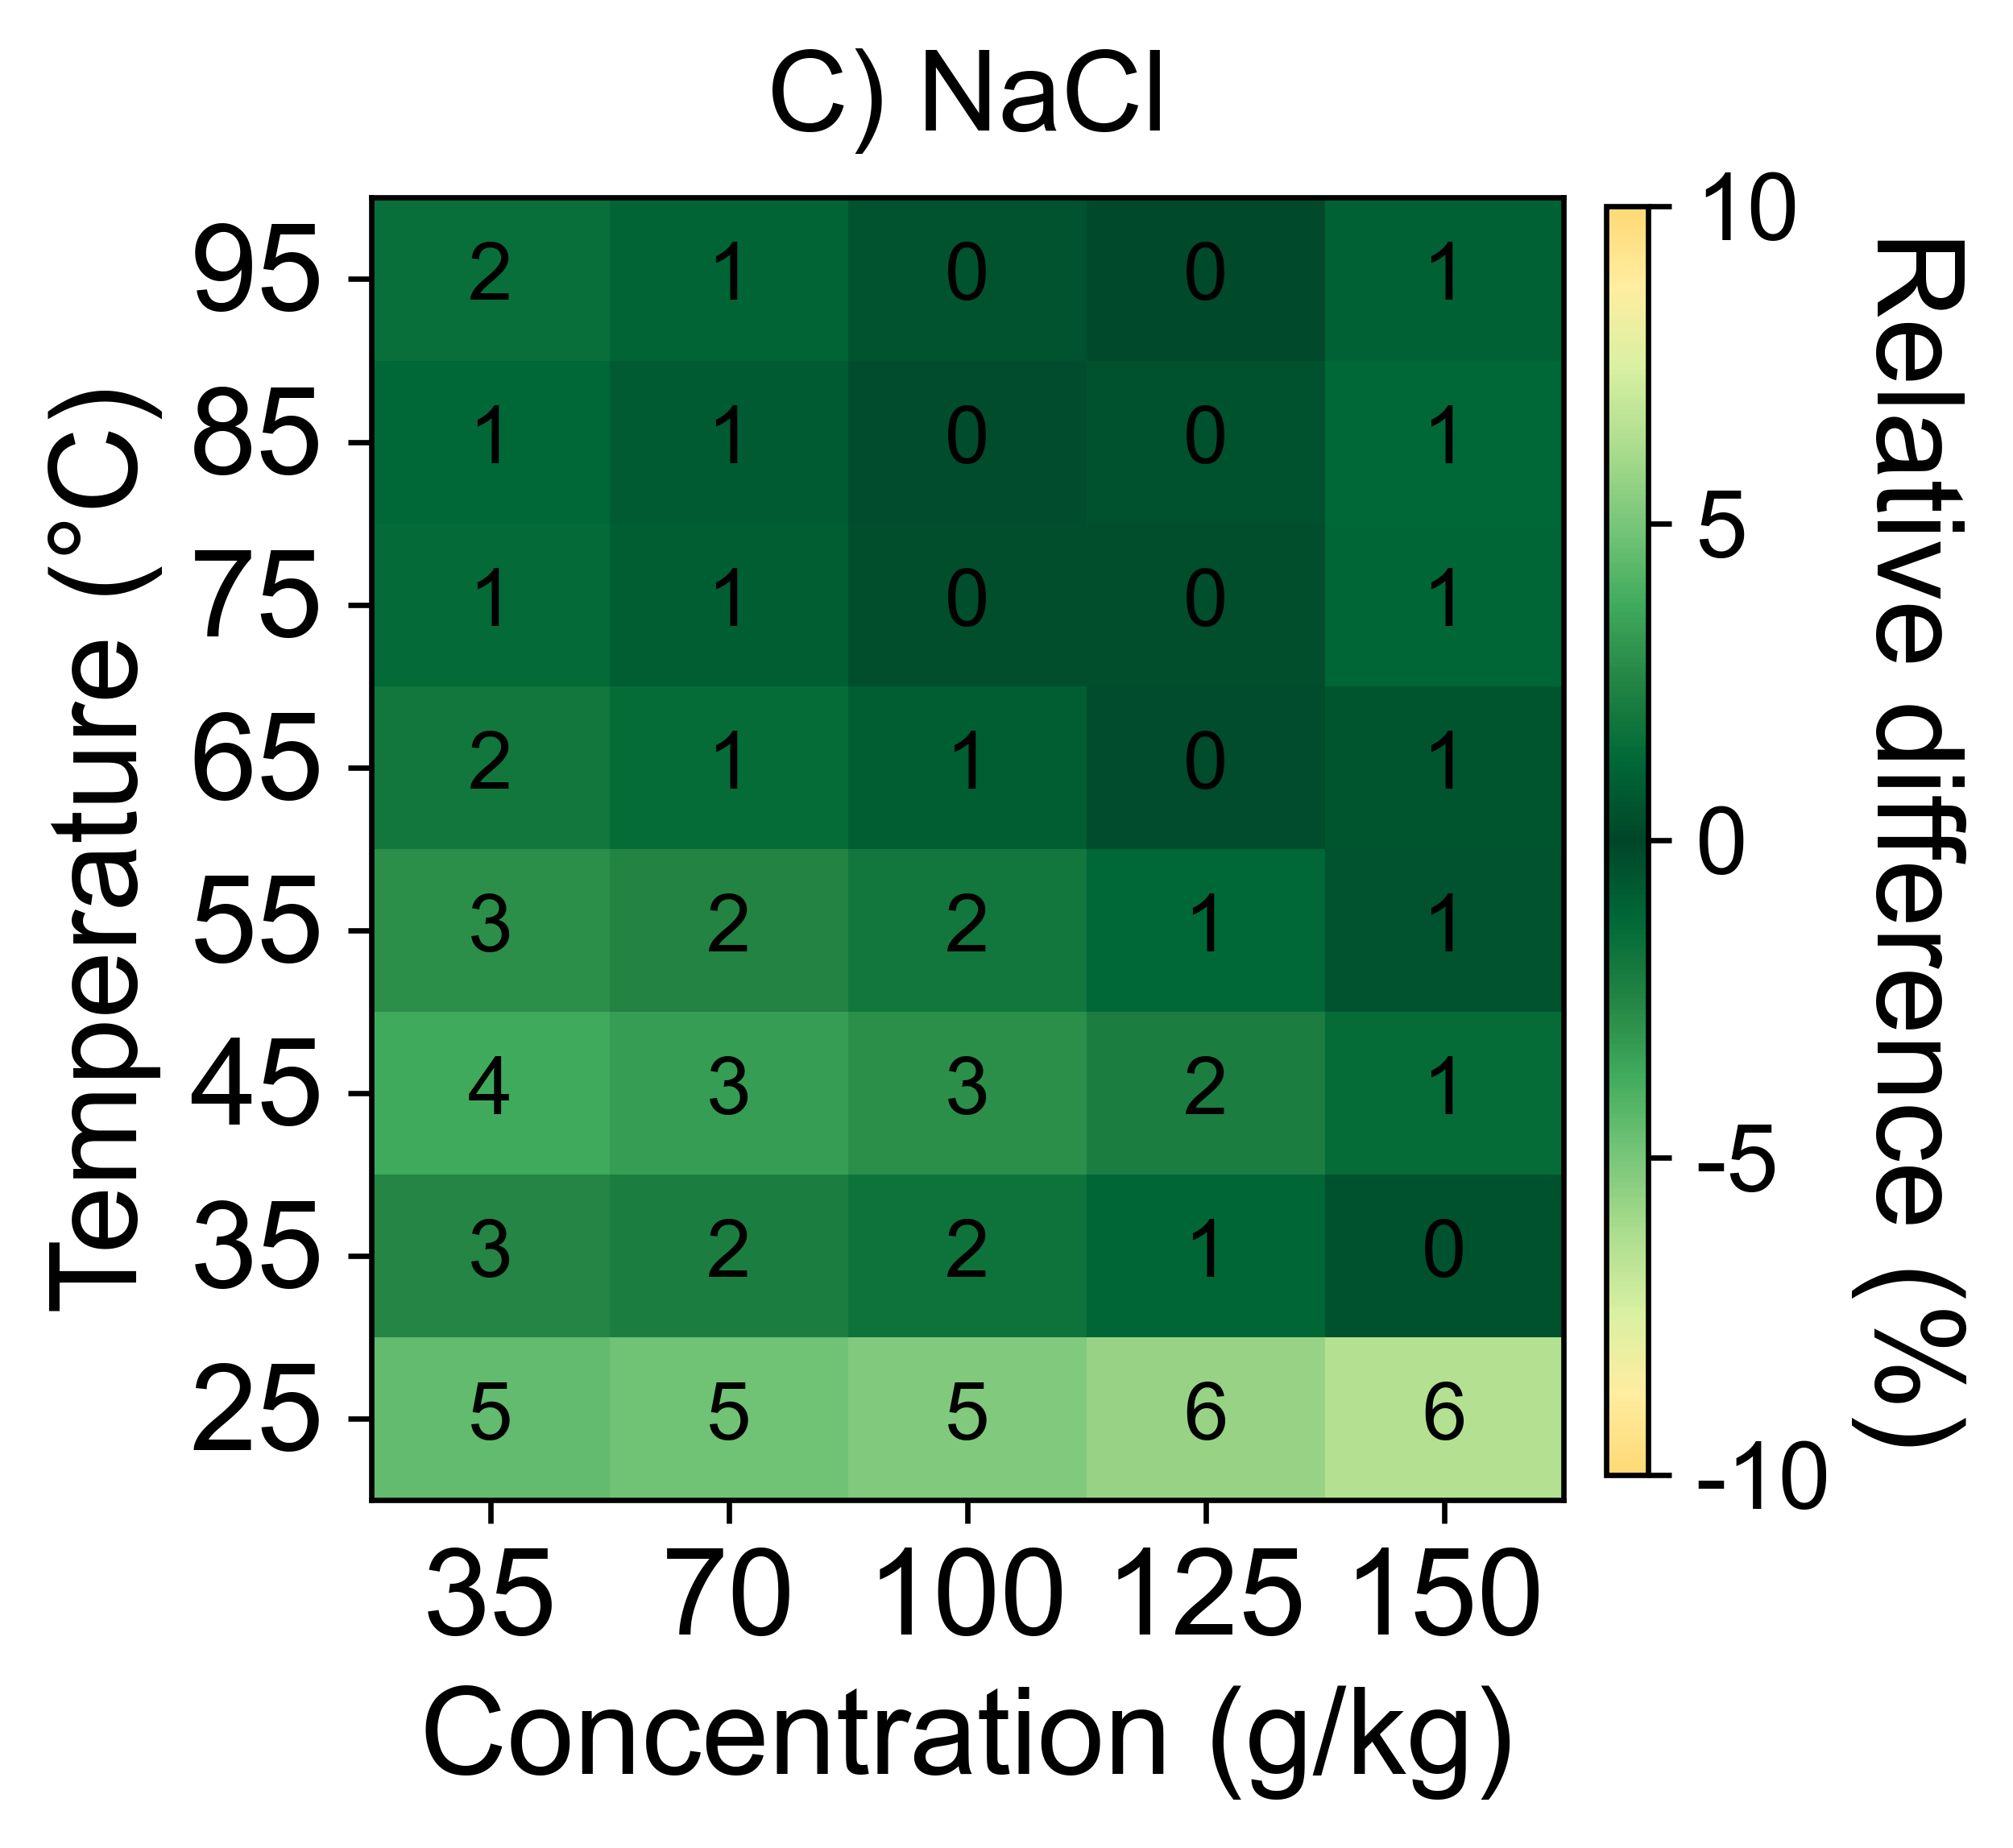 C) NaCl
95 2 1 0 0 1
85 1 1 0 0 1
75 1 1 0 0 1
65 2 1 1 0 1
55 3 2 2 1 1
45 4 3 3 2 1
35 3 2 2 1 0
25 5 5 5 6 6
35 70 100 125 150
Concentration (g/kg)
Temperature (°C)
10
5
0
-5
-10
Relative difference (%)